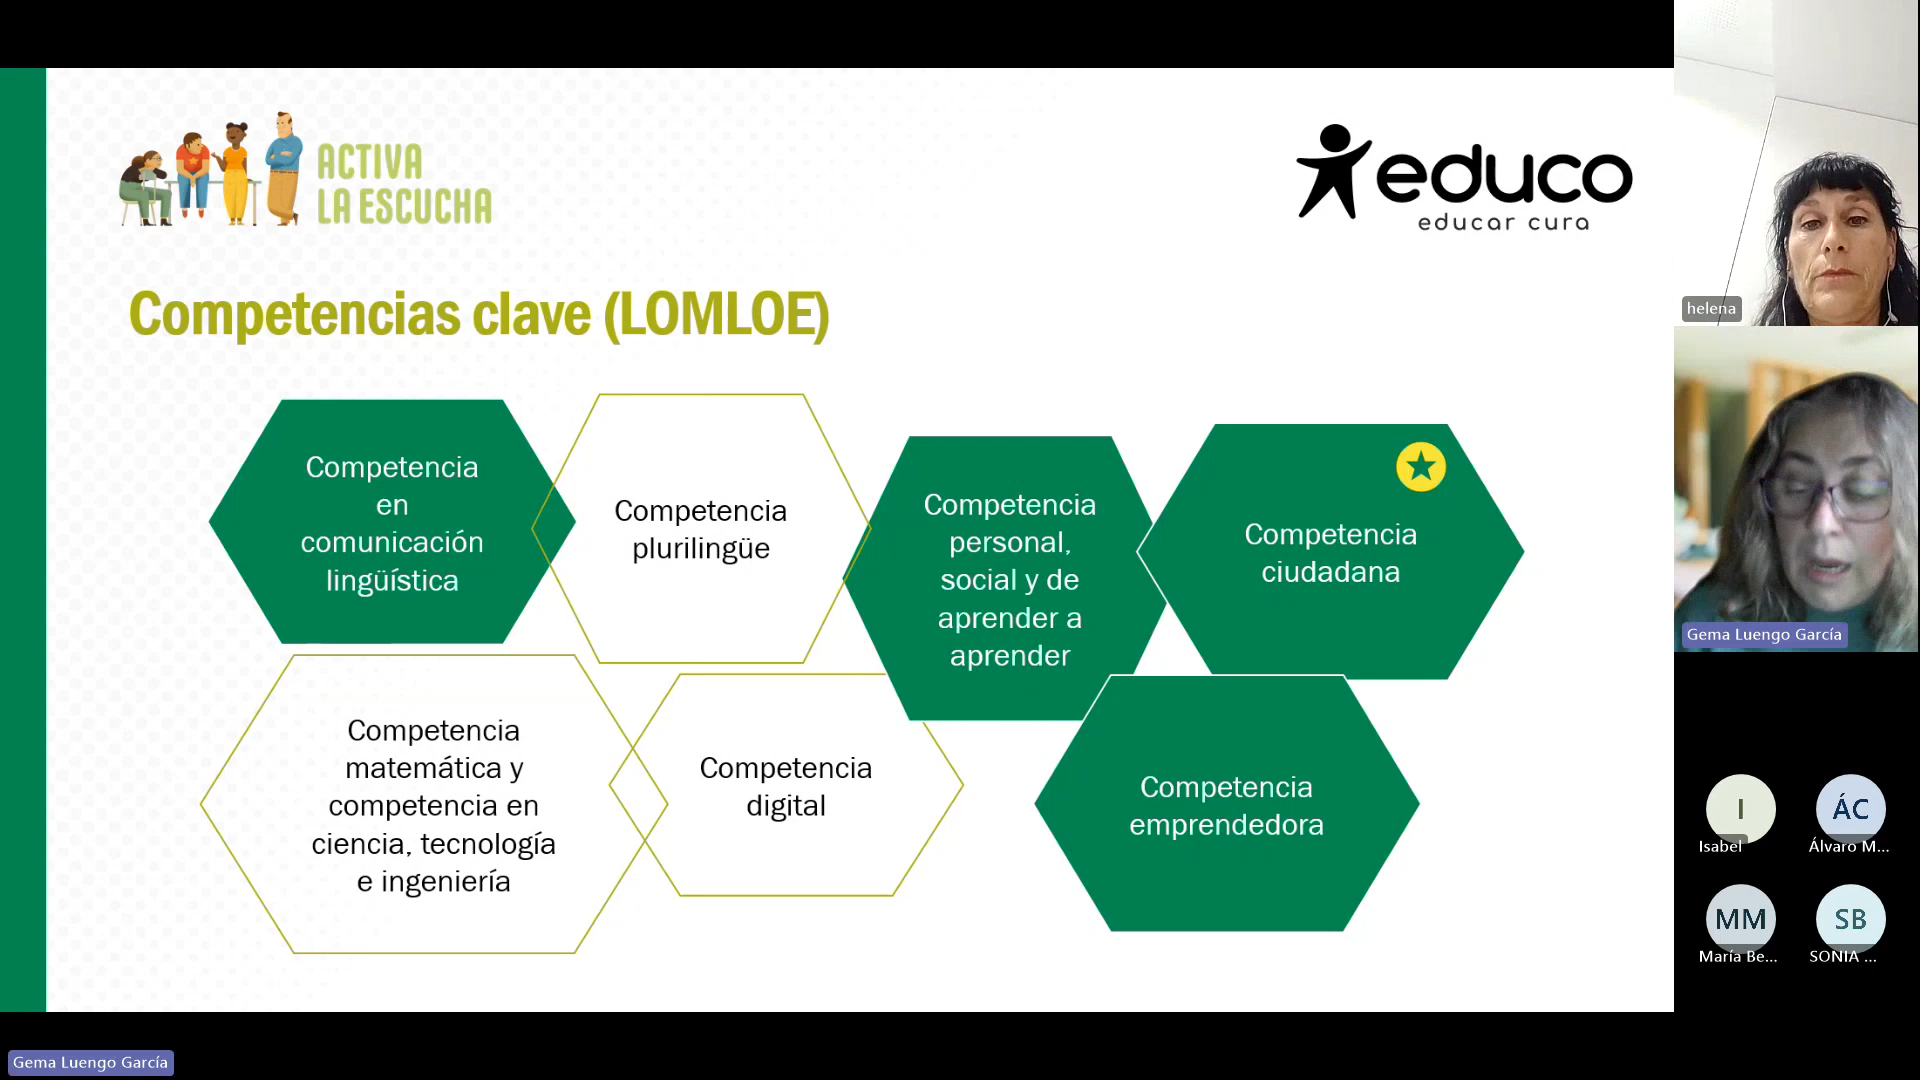 ACTIVA
LA ESCUCHA
educo
educar cura
Competencias clave (LOMLOE)
Competencia
en
comunicación
lingüística
Competencia
plurilingüe
Competencia
personal,
social y de
aprender a
aprender
Competencia
ciudadana
Competencia
matemática y
competencia en
ciencia, tecnología
e ingeniería
Competencia
digital
Competencia
emprendedora
helena
Gema Luengo García
I
Isabel
ÁC
Álvaro M...
MM
María Be...
SB
SONIA ...
Gema Luengo García